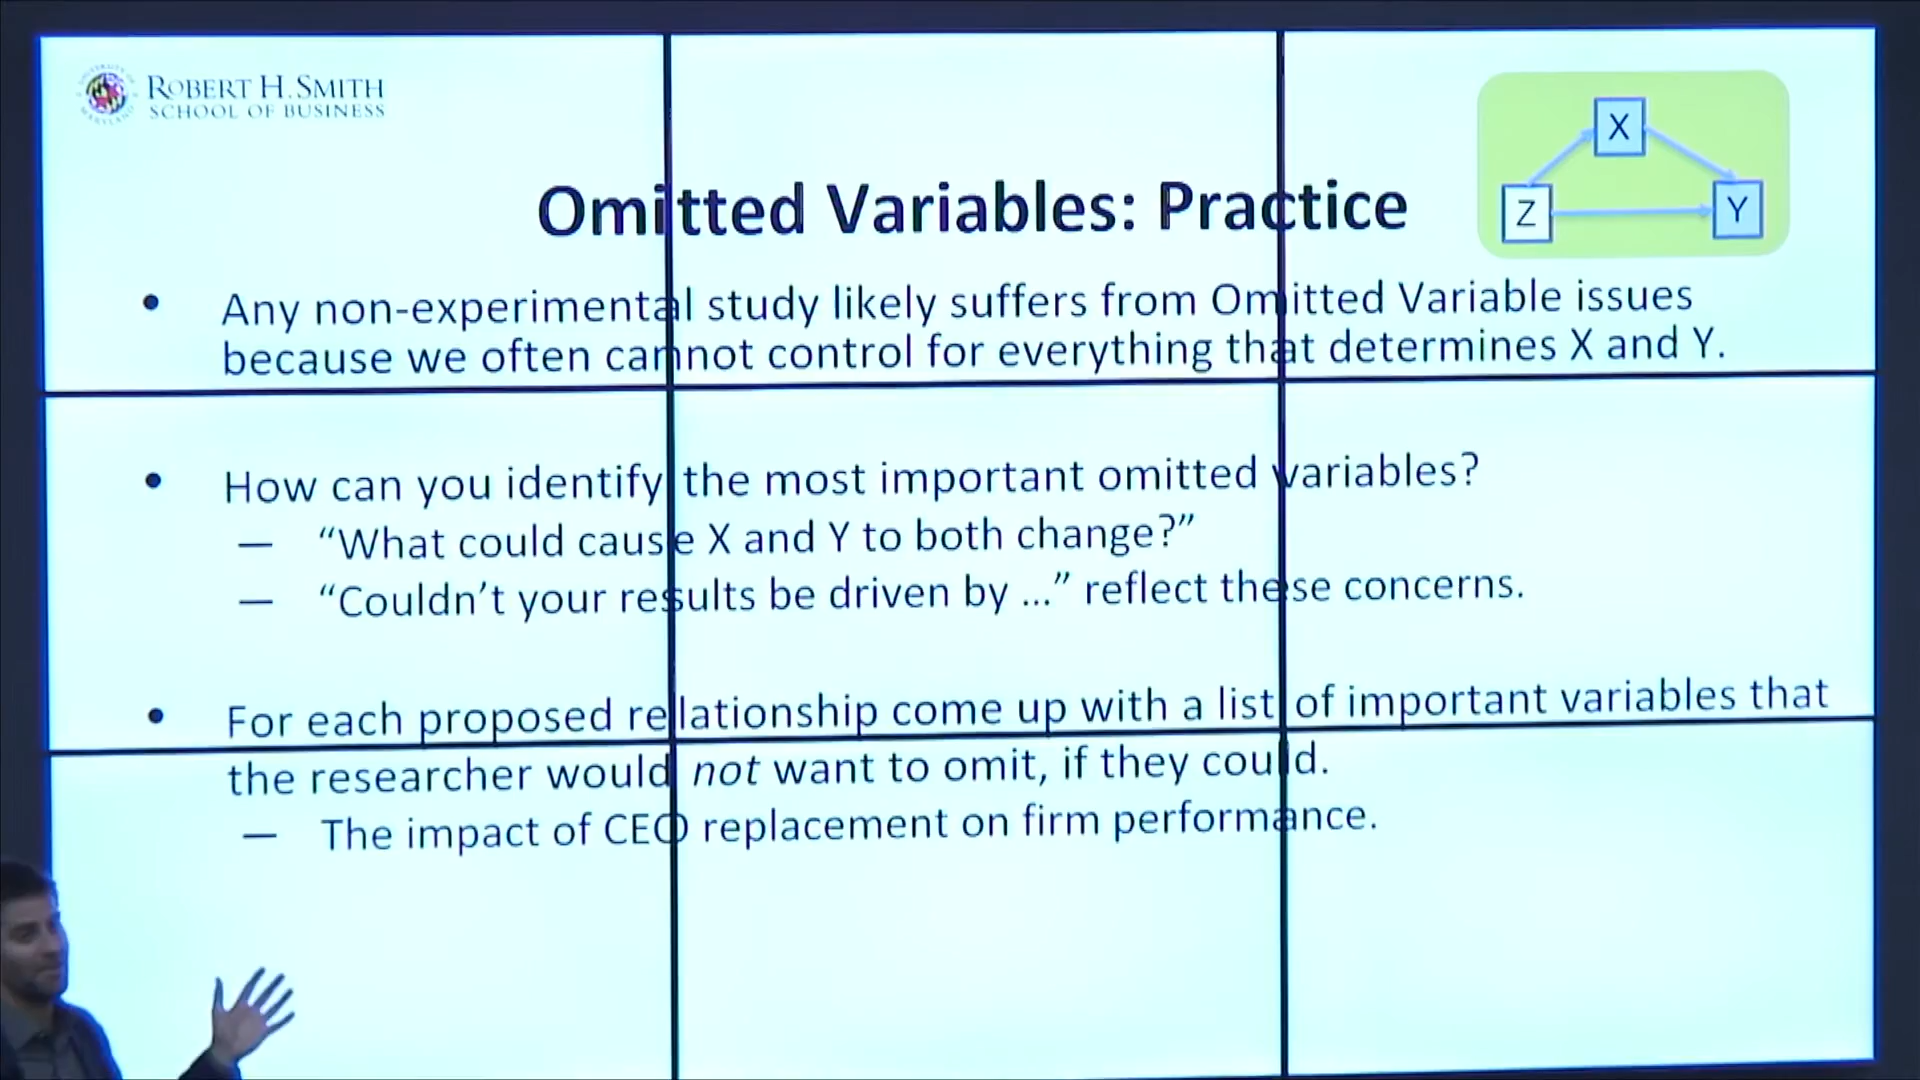 ROBERT H. SMITH
SCHOOL OF BUSINESS
X
Z
Y
Omitted Variables: Practice
• Any non-experimental study likely suffers from Omitted Variable issues
because we often cannot control for everything that determines X and Y.
• How can you identify the most important omitted variables?
— “What could cause X and Y to both change?”
— “Couldn’t your results be driven by ...” reflect these concerns.
• For each proposed relationship come up with a list of important variables that
the researcher would not want to omit, if they could.
— The impact of CEO replacement on firm performance.